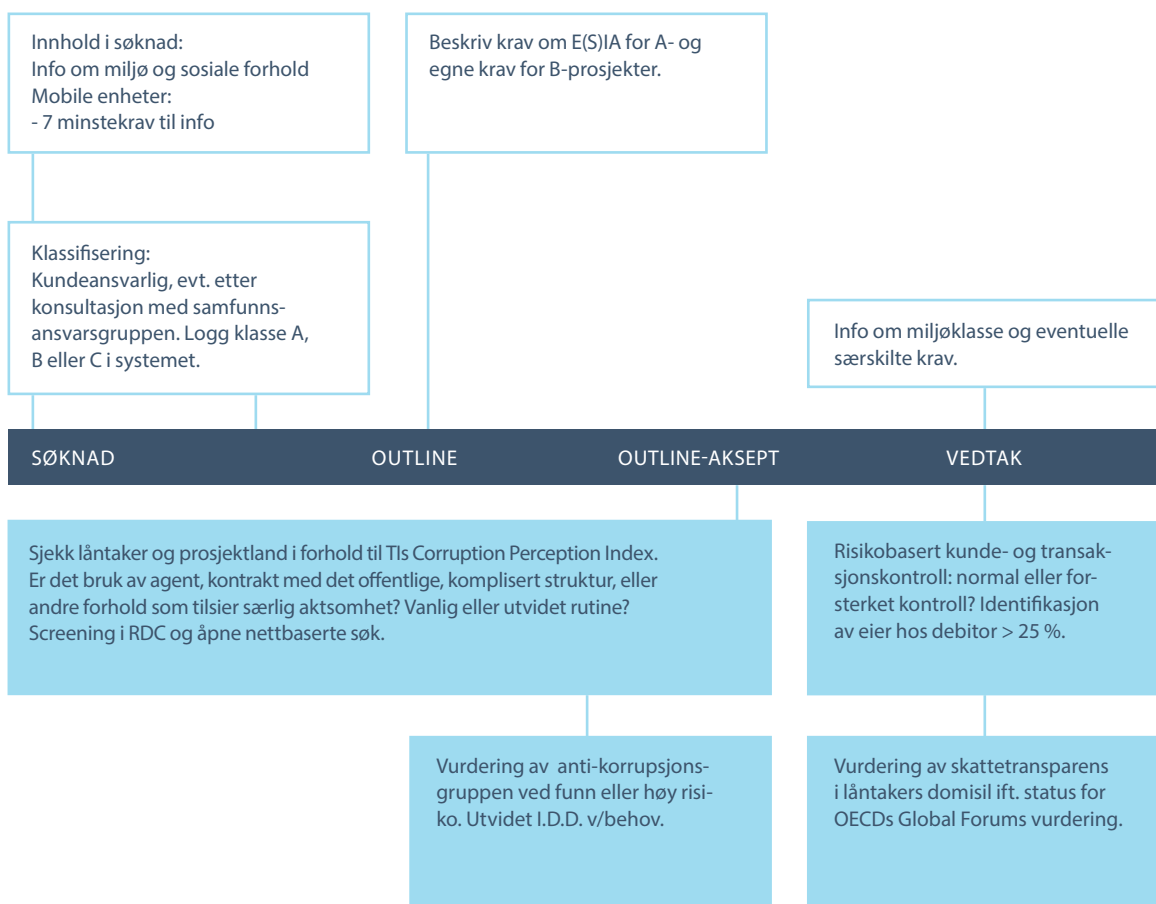 Innhold i søknad:
Info om miljø og sosiale forhold
Mobile enheter:
- 7 minstekrav til info
Beskriv krav om E(S)IA for A- og
egne krav for B-prosjekter.
Klassifisering:
Kundeansvarlig, evt. etter
konsultasjon med samfunns-
ansvarsgruppen. Logg klasse A,
B eller C i systemet.
Info om miljøklasse og eventuelle
særskilte krav.
SØKNAD
OUTLINE
OUTLINE-AKSEPT
VEDTAK
Sjekk låntaker og prosjektland i forhold til TIs Corruption Perception Index.
Er det bruk av agent, kontrakt med det offentlige, komplisert struktur, eller
andre forhold som tilsier særlig aktsomhet? Vanlig eller utvidet rutine?
Screening i RDC og åpne nettbaserte søk.
Risikobasert kunde- og transak-
sjonskontroll: normal eller for-
sterket kontroll? Identifikasjon
av eier hos debitor > 25 %.
Vurdering av anti-korrupsjons-
gruppen ved funn eller høy risi-
ko. Utvidet I.D.D. v/behov.
Vurdering av skattetransparens
i låntakers domisil ift. status for
OECDs Global Forums vurdering.